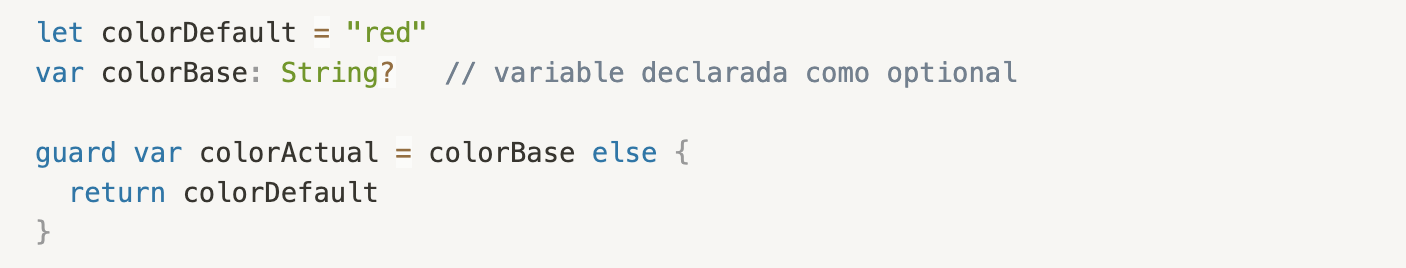 let colorDefault = "red"
var colorBase: String?   // variable declarada como optional

guard var colorActual = colorBase else {
  return colorDefault
}